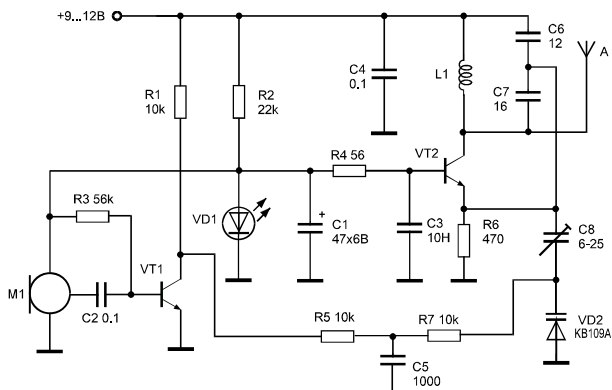 +9...12В
C6
12
A
C4
0.1
L1
C7
16
R1
10k
R2
22k
R4 56
VT2
R3 56k
VD1
C1
47x6В
+
C3
10Н
R6
470
C8
6-25
VT1
M1
C2 0.1
R5 10k
R7 10k
VD2
KB109A
C5
1000